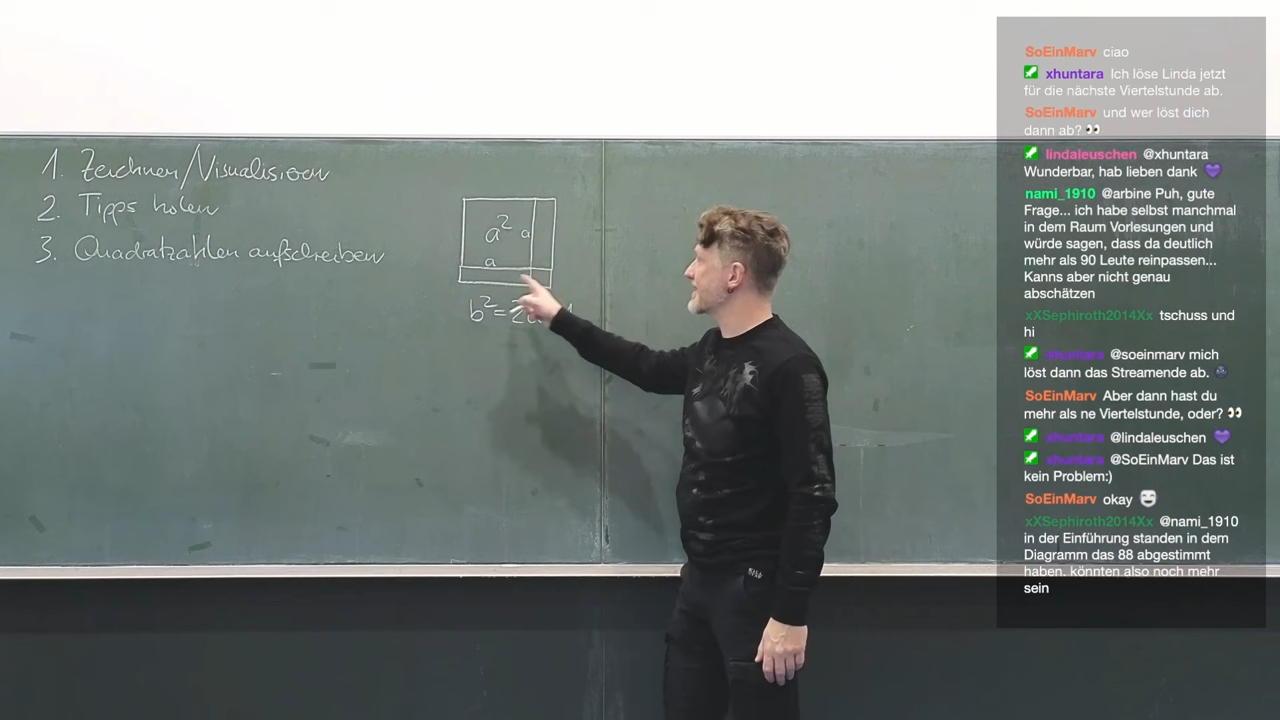 1. Zeichnen/Visualisieren
2. Tipps holen
3. Quadratzahlen aufschreiben
a² a
a
b² = 2a
SoEinMarv ciao
xhuntara Ich löse Linda jetzt
für die nächste Viertelstunde ab.
SoEinMarv und wer löst dich
dann ab? 👀
lindaleuschen @xhuntara
Wunderbar, hab lieben dank 💜
nami_1910 @arbine Puh, gute
Frage... ich habe selbst manchmal
in dem Raum Vorlesungen und
würde sagen, dass da deutlich
mehr als 90 Leute reinpassen...
Kanns aber nicht genau
abschätzen
xXSephiroth2014Xx tschuss und
hi
xhuntara @soeinmarv mich
löst dann das Streamende ab.
SoEinMarv Aber dann hast du
mehr als ne Viertelstunde, oder? 👀
xhuntara @lindaleuschen 💜
xhuntara @SoEinMarv Das ist
kein Problem:)
SoEinMarv okay
xXSephiroth2014Xx @nami_1910
in der Einführung standen in dem
Diagramm das 88 abgestimmt
haben, könnten also noch mehr
sein